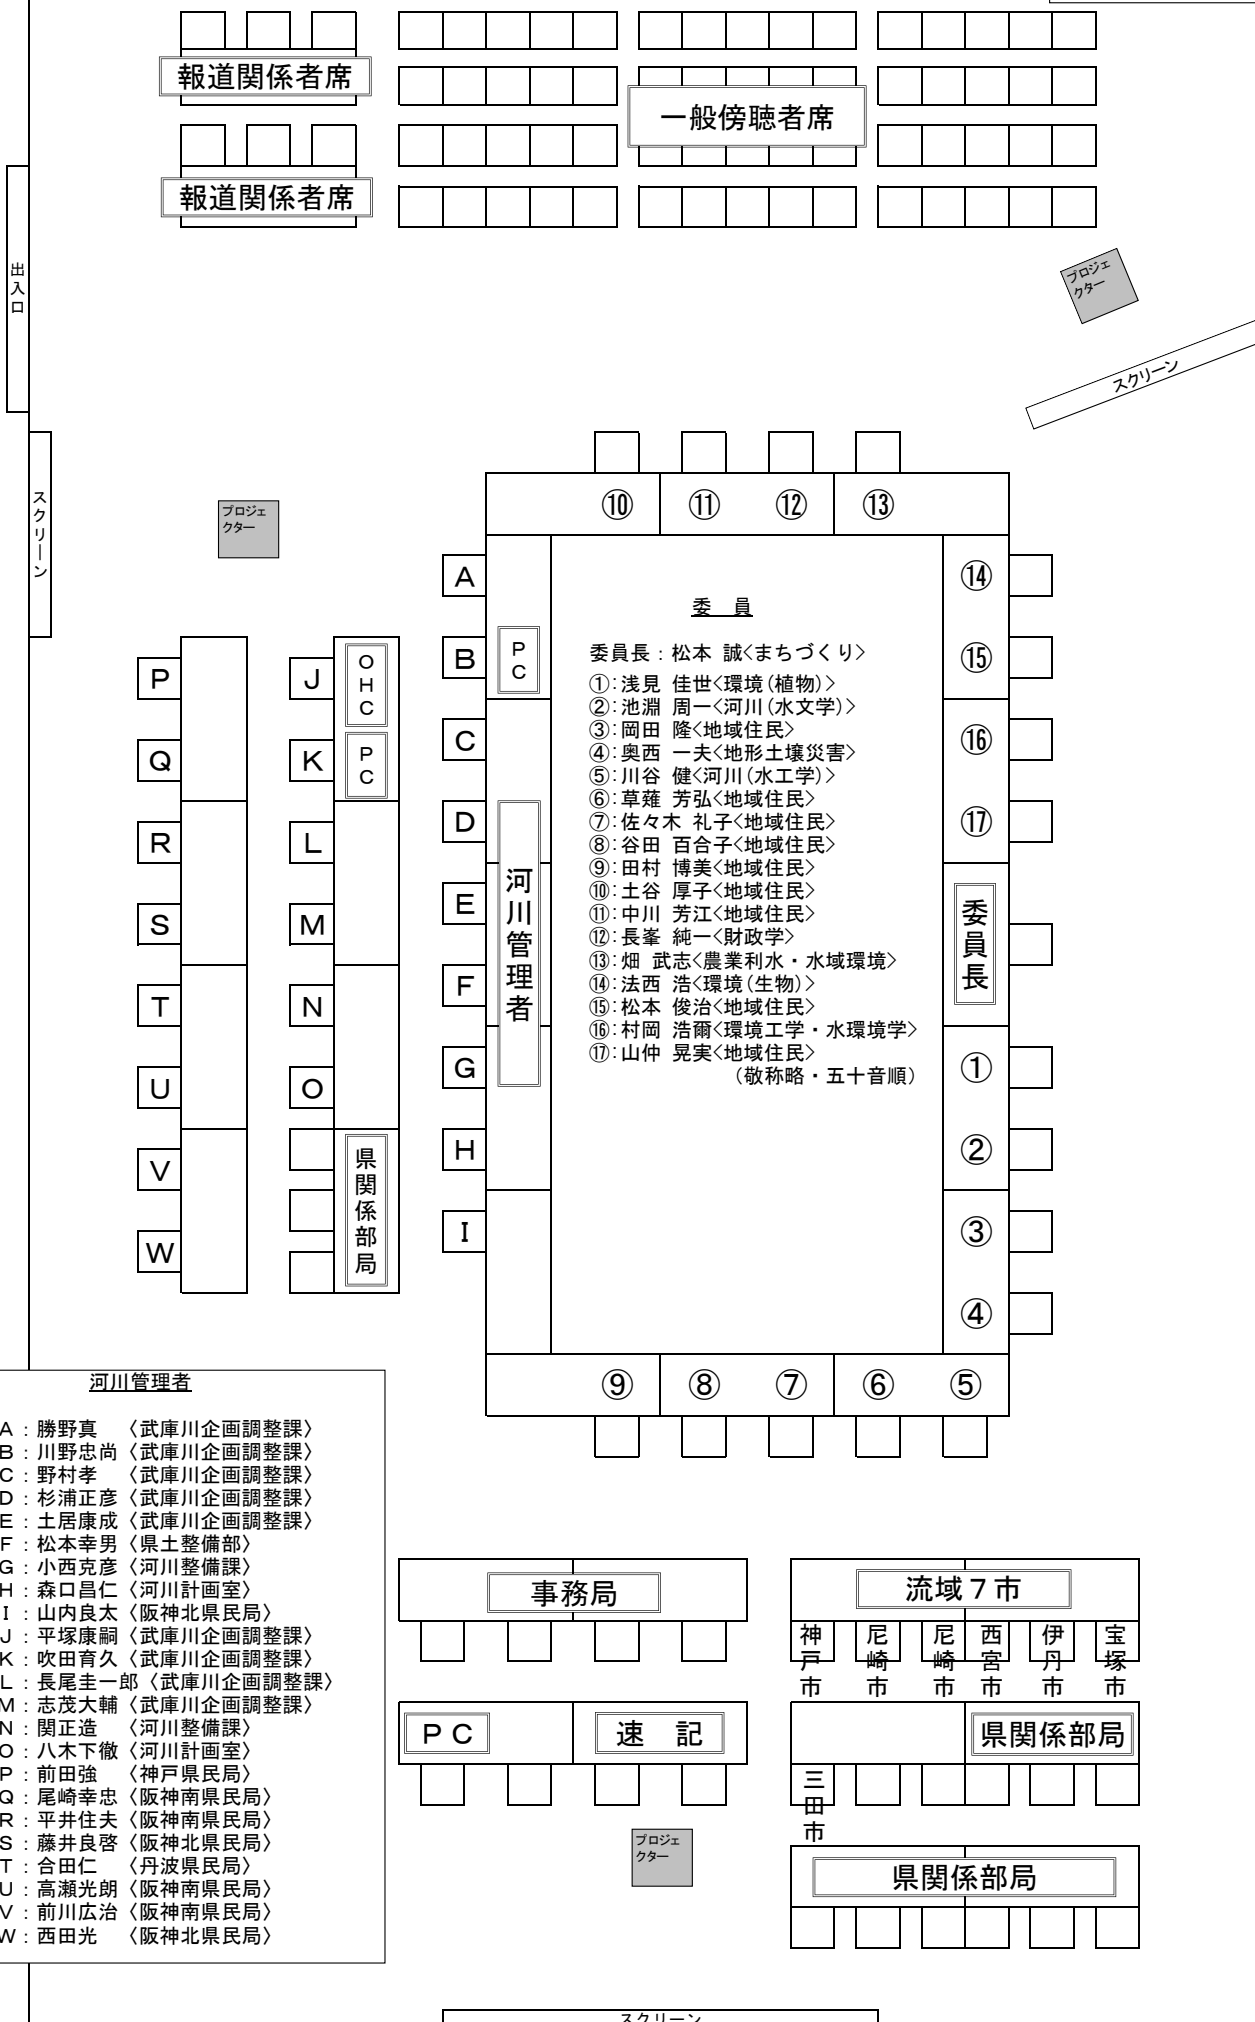 報道関係者席
一般傍聴者席
報道関係者席
出入口
プロジェ
クター
スクリーン
スクリーン
プロジェ
クター
⑩ ⑪ ⑫ ⑬
A
B
C
D
E
F
G
H
I
PC
河川管理者
⑭
⑮
⑯
⑰
委員長
①
②
③
④
⑨ ⑧ ⑦ ⑥ ⑤
委 員
委員長：松本 誠<まちづくり>
①:浅見 佳世<環境(植物)>
②:池淵 周一<河川(水文学)>
③:岡田 隆<地域住民>
④:奥西 一夫<地形土壌災害>
⑤:川谷 健<河川(水工学)>
⑥:草薙 芳弘<地域住民>
⑦:佐々木 礼子<地域住民>
⑧:谷田 百合子<地域住民>
⑨:田村 博美<地域住民>
⑩:土谷 厚子<地域住民>
⑪:中川 芳江<地域住民>
⑫:長峯 純一<財政学>
⑬:畑 武志<農業利水・水域環境>
⑭:法西 浩<環境(生物)>
⑮:松本 俊治<地域住民>
⑯:村岡 浩爾<環境工学・水環境学>
⑰:山仲 晃実<地域住民>
（敬称略・五十音順）
P
Q
R
S
T
U
V
W
J
K
L
M
N
O
OHC
PC
県関係部局
河川管理者
A：勝野真 〈武庫川企画調整課〉
B：川野忠尚〈武庫川企画調整課〉
C：野村孝 〈武庫川企画調整課〉
D：杉浦正彦〈武庫川企画調整課〉
E：土居康成〈武庫川企画調整課〉
F：松本幸男〈県土整備部〉
G：小西克彦〈河川整備課〉
H：森口昌仁〈河川計画室〉
I：山内良太〈阪神北県民局〉
J：平塚康嗣〈武庫川企画調整課〉
K：吹田育久〈武庫川企画調整課〉
L：長尾圭一郎〈武庫川企画調整課〉
M：志茂大輔〈武庫川企画調整課〉
N：関正造 〈河川整備課〉
O：八木下徹〈河川計画室〉
P：前田強 〈神戸県民局〉
Q：尾崎幸忠〈阪神南県民局〉
R：平井住夫〈阪神南県民局〉
S：藤井良啓〈阪神北県民局〉
T：合田仁 〈丹波県民局〉
U：高瀬光朗〈阪神南県民局〉
V：前川広治〈阪神南県民局〉
W：西田光 〈阪神北県民局〉
事務局
流域７市
神戸市
尼崎市
尼崎市
西宮市
伊丹市
宝塚市
ＰＣ
速 記
県関係部局
三田市
プロジェ
クター
県関係部局
スクリーン